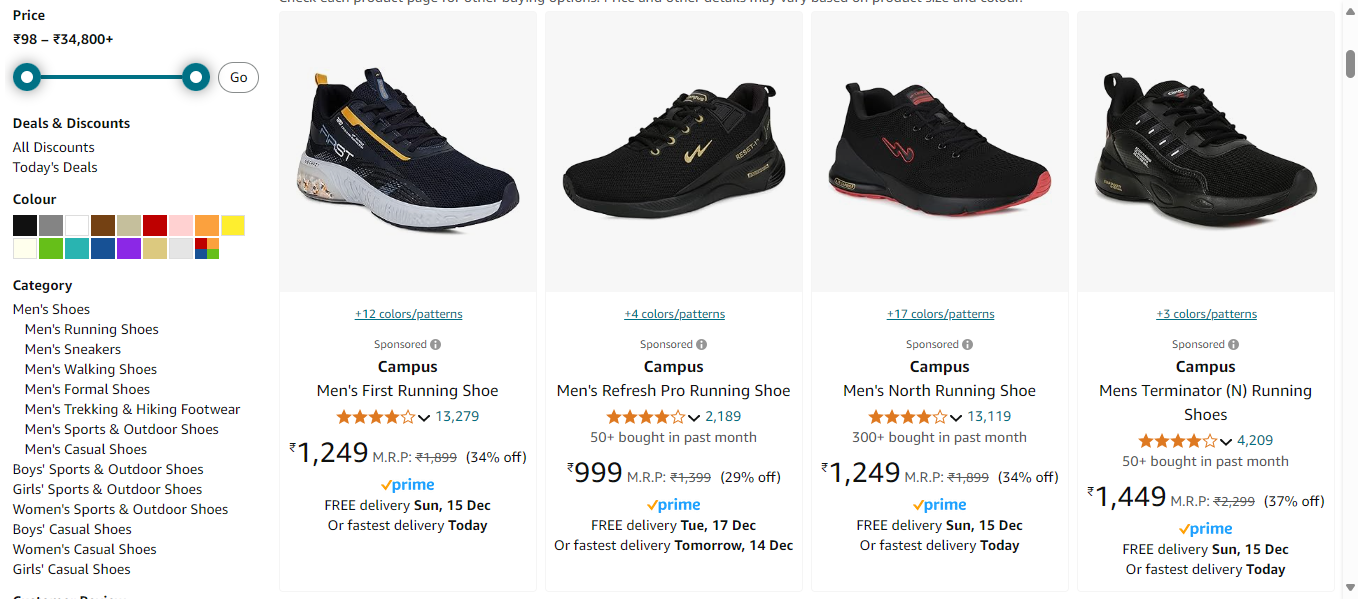 Check each product page for other buying options. Price and other details may vary based on product size and colour.
Price
₹98 – ₹34,800+
Go
Deals & Discounts
All Discounts
Today's Deals
Colour
Category
Men's Shoes
Men's Running Shoes
Men's Sneakers
Men's Walking Shoes
Men's Formal Shoes
Men's Trekking & Hiking Footwear
Men's Sports & Outdoor Shoes
Men's Casual Shoes
Boys' Sports & Outdoor Shoes
Girls' Sports & Outdoor Shoes
Women's Sports & Outdoor Shoes
Boys' Casual Shoes
Women's Casual Shoes
Girls' Casual Shoes
Customer Review
FIRST
+12 colors/patterns
Sponsored
Campus
Men's First Running Shoe
13,279
₹1,249 M.R.P: ₹1,899 (34% off)
prime
FREE delivery Sun, 15 Dec
Or fastest delivery Today
RESET-1
+4 colors/patterns
Sponsored
Campus
Men's Refresh Pro Running Shoe
2,189
50+ bought in past month
₹999 M.R.P: ₹1,399 (29% off)
prime
FREE delivery Tue, 17 Dec
Or fastest delivery Tomorrow, 14 Dec
+17 colors/patterns
Sponsored
Campus
Men's North Running Shoe
13,119
300+ bought in past month
₹1,249 M.R.P: ₹1,899 (34% off)
prime
FREE delivery Sun, 15 Dec
Or fastest delivery Today
+3 colors/patterns
Sponsored
Campus
Mens Terminator (N) Running
Shoes
4,209
50+ bought in past month
₹1,449 M.R.P: ₹2,299 (37% off)
prime
FREE delivery Sun, 15 Dec
Or fastest delivery Today